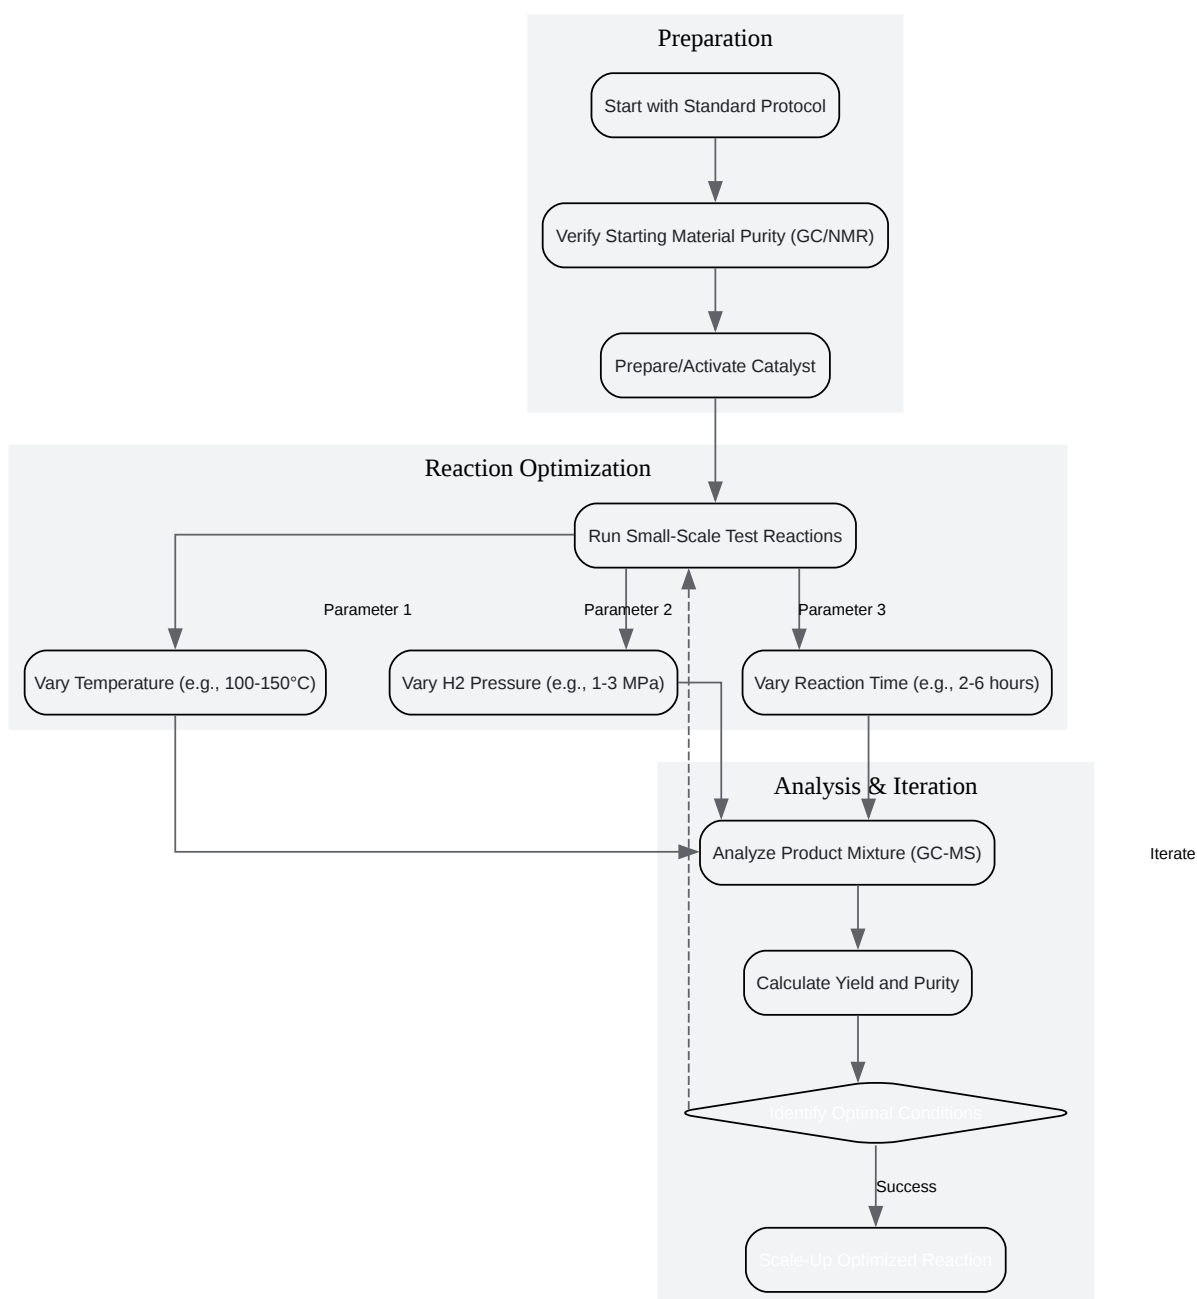 Preparation
Start with Standard Protocol
Verify Starting Material Purity (GC/NMR)
Prepare/Activate Catalyst
Reaction Optimization
Run Small-Scale Test Reactions
Parameter 1
Parameter 2
Parameter 3
Vary Temperature (e.g., 100-150°C)
Vary H2 Pressure (e.g., 1-3 MPa)
Vary Reaction Time (e.g., 2-6 hours)
Analysis & Iteration
Analyze Product Mixture (GC-MS)
Iterate
Calculate Yield and Purity
Identify Optimal Conditions
Success
Scale-Up Optimized Reaction